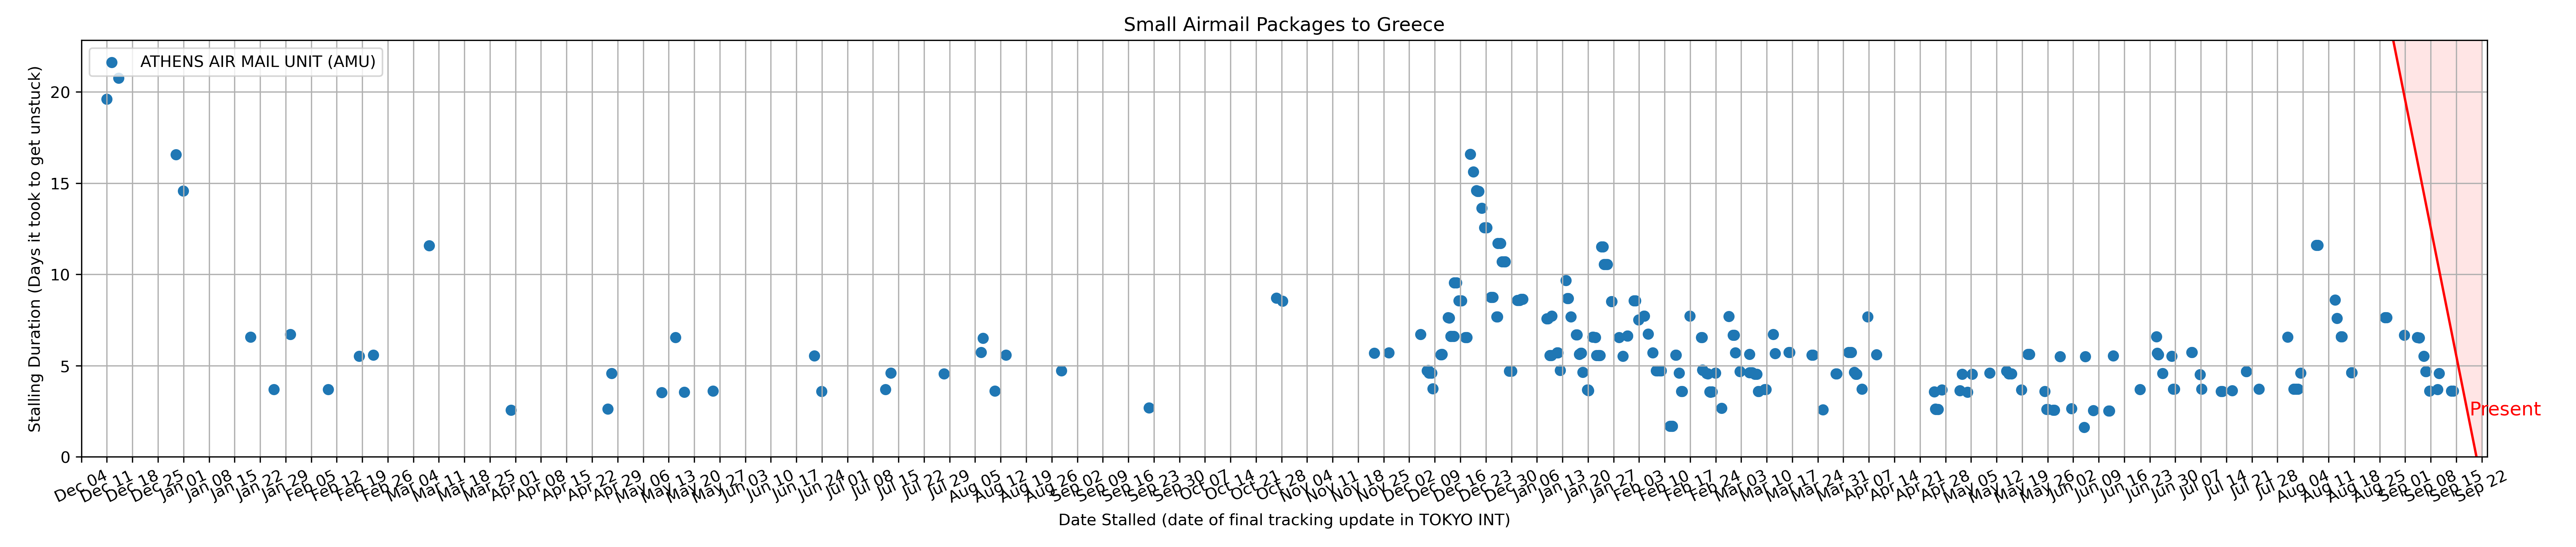 Small Airmail Packages to Greece
ATHENS AIR MAIL UNIT (AMU)
Stalling Duration (Days it took to get unstuck)
20
15
10
5
0
Present
Dec 04 Dec 11 Dec 18 Dec 25 Jan 01 Jan 08 Jan 15 Jan 22 Jan 29 Feb 05 Feb 12 Feb 19 Feb 26 Mar 04 Mar 11 Mar 18 Mar 25 Apr 01 Apr 08 Apr 15 Apr 22 Apr 29 May 06 May 13 May 20 May 27 Jun 03 Jun 10 Jun 17 Jun 24 Jul 01 Jul 08 Jul 15 Jul 22 Jul 29 Aug 05 Aug 12 Aug 19 Aug 26 Sep 02 Sep 09 Sep 16 Sep 23 Sep 30 Oct 07 Oct 14 Oct 21 Oct 28 Nov 04 Nov 11 Nov 18 Nov 25 Dec 02 Dec 09 Dec 16 Dec 23 Dec 30 Jan 06 Jan 13 Jan 20 Jan 27 Feb 03 Feb 10 Feb 17 Feb 24 Mar 03 Mar 10 Mar 17 Mar 24 Mar 31 Apr 07 Apr 14 Apr 21 Apr 28 May 05 May 12 May 19 May 26 Jun 02 Jun 09 Jun 16 Jun 23 Jun 30 Jul 07 Jul 14 Jul 21 Jul 28 Aug 04 Aug 11 Aug 18 Aug 25 Sep 01 Sep 08 Sep 15 Sep 22
Date Stalled (date of final tracking update in TOKYO INT)